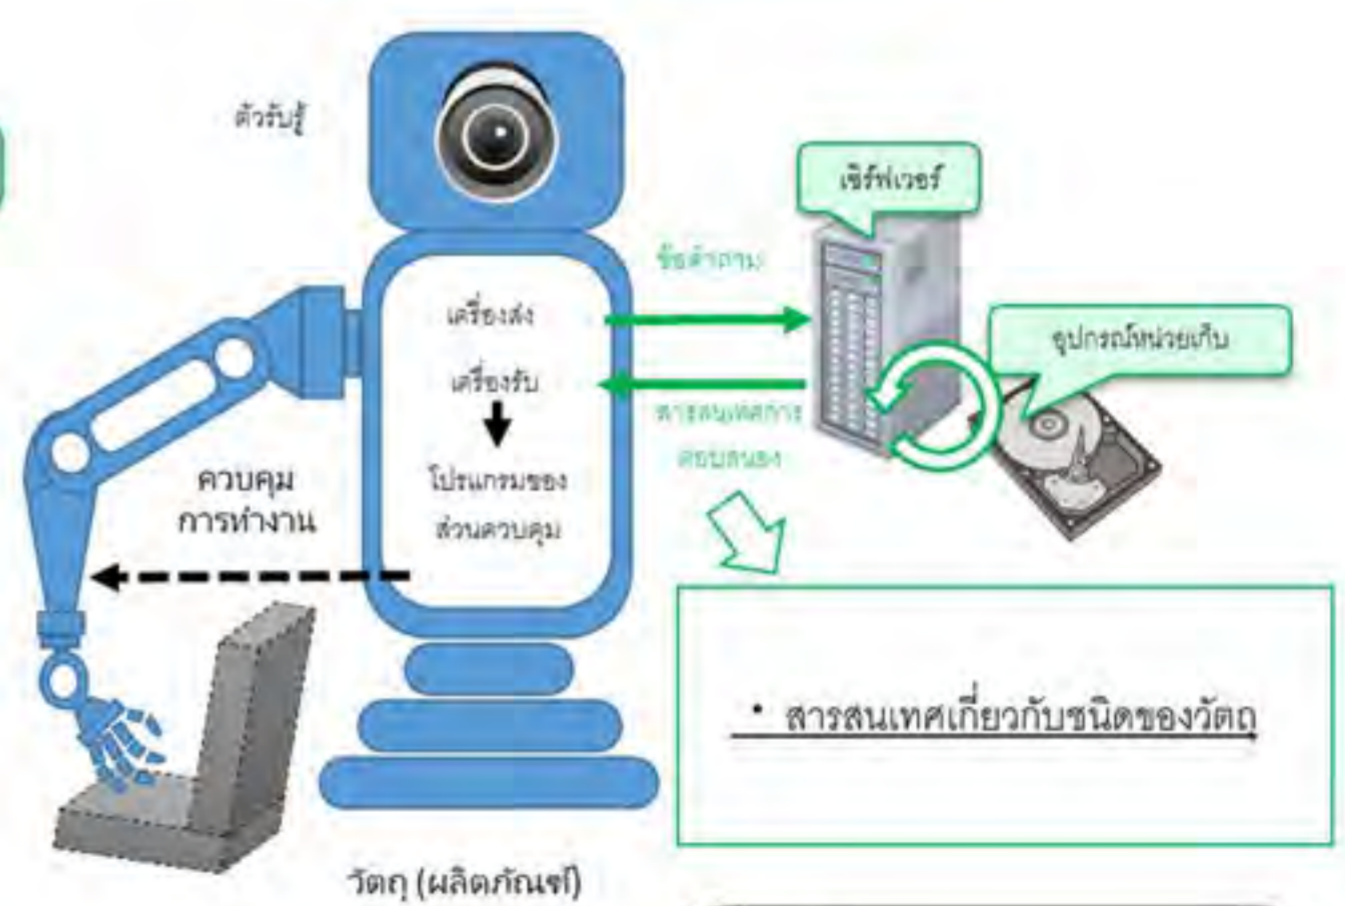 ตัวรับรู้
เซิร์ฟเวอร์
ข้อคำถาม
เครื่องส่ง
อุปกรณ์หน่วยเก็บ
เครื่องรับ
สารสนเทศการ
ตอบสนอง
ควบคุม
การทำงาน
โปรแกรมของ
ส่วนควบคุม
• สารสนเทศเกี่ยวกับชนิดของวัตถุ
วัตถุ (ผลิตภัณฑ์)